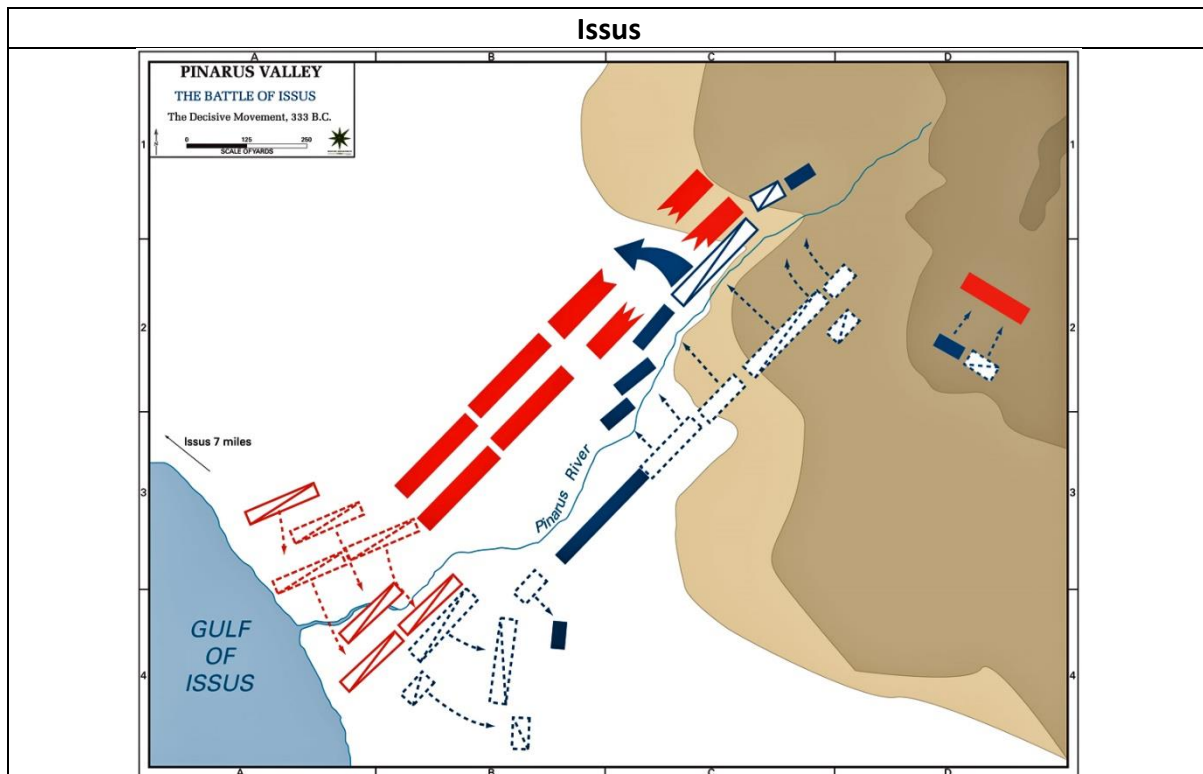 Issus
A B C D
PINARUS VALLEY
THE BATTLE OF ISSUS
The Decisive Movement, 333 B.C.
0 125 250
SCALE OF YARDS
1 1
2 2
Issus 7 miles
3 3
Pinarus River
GULF
OF
ISSUS
4 4
A B C D